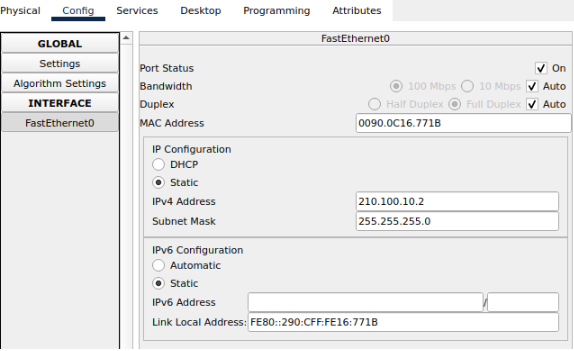 Physical Config Services Desktop Programming Attributes
GLOBAL
Settings
Algorithm Settings
INTERFACE
FastEthernet0
FastEthernet0
Port Status On
Bandwidth 100 Mbps 10 Mbps Auto
Duplex Half Duplex Full Duplex Auto
MAC Address 0090.0C16.771B
IP Configuration
DHCP
Static
IPv4 Address 210.100.10.2
Subnet Mask 255.255.255.0
IPv6 Configuration
Automatic
Static
IPv6 Address /
Link Local Address: FE80::290:CFF:FE16:771B